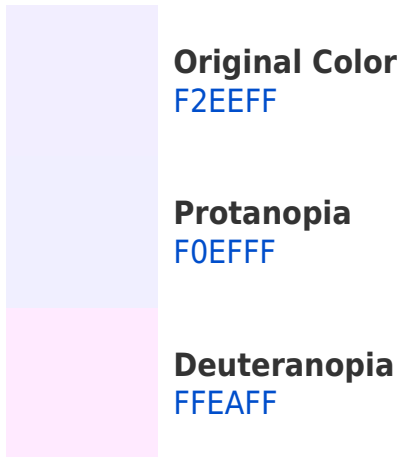 Original Color
F2EEFF
Protanopia
F0EFFF
Deuteranopia
FFEAFF